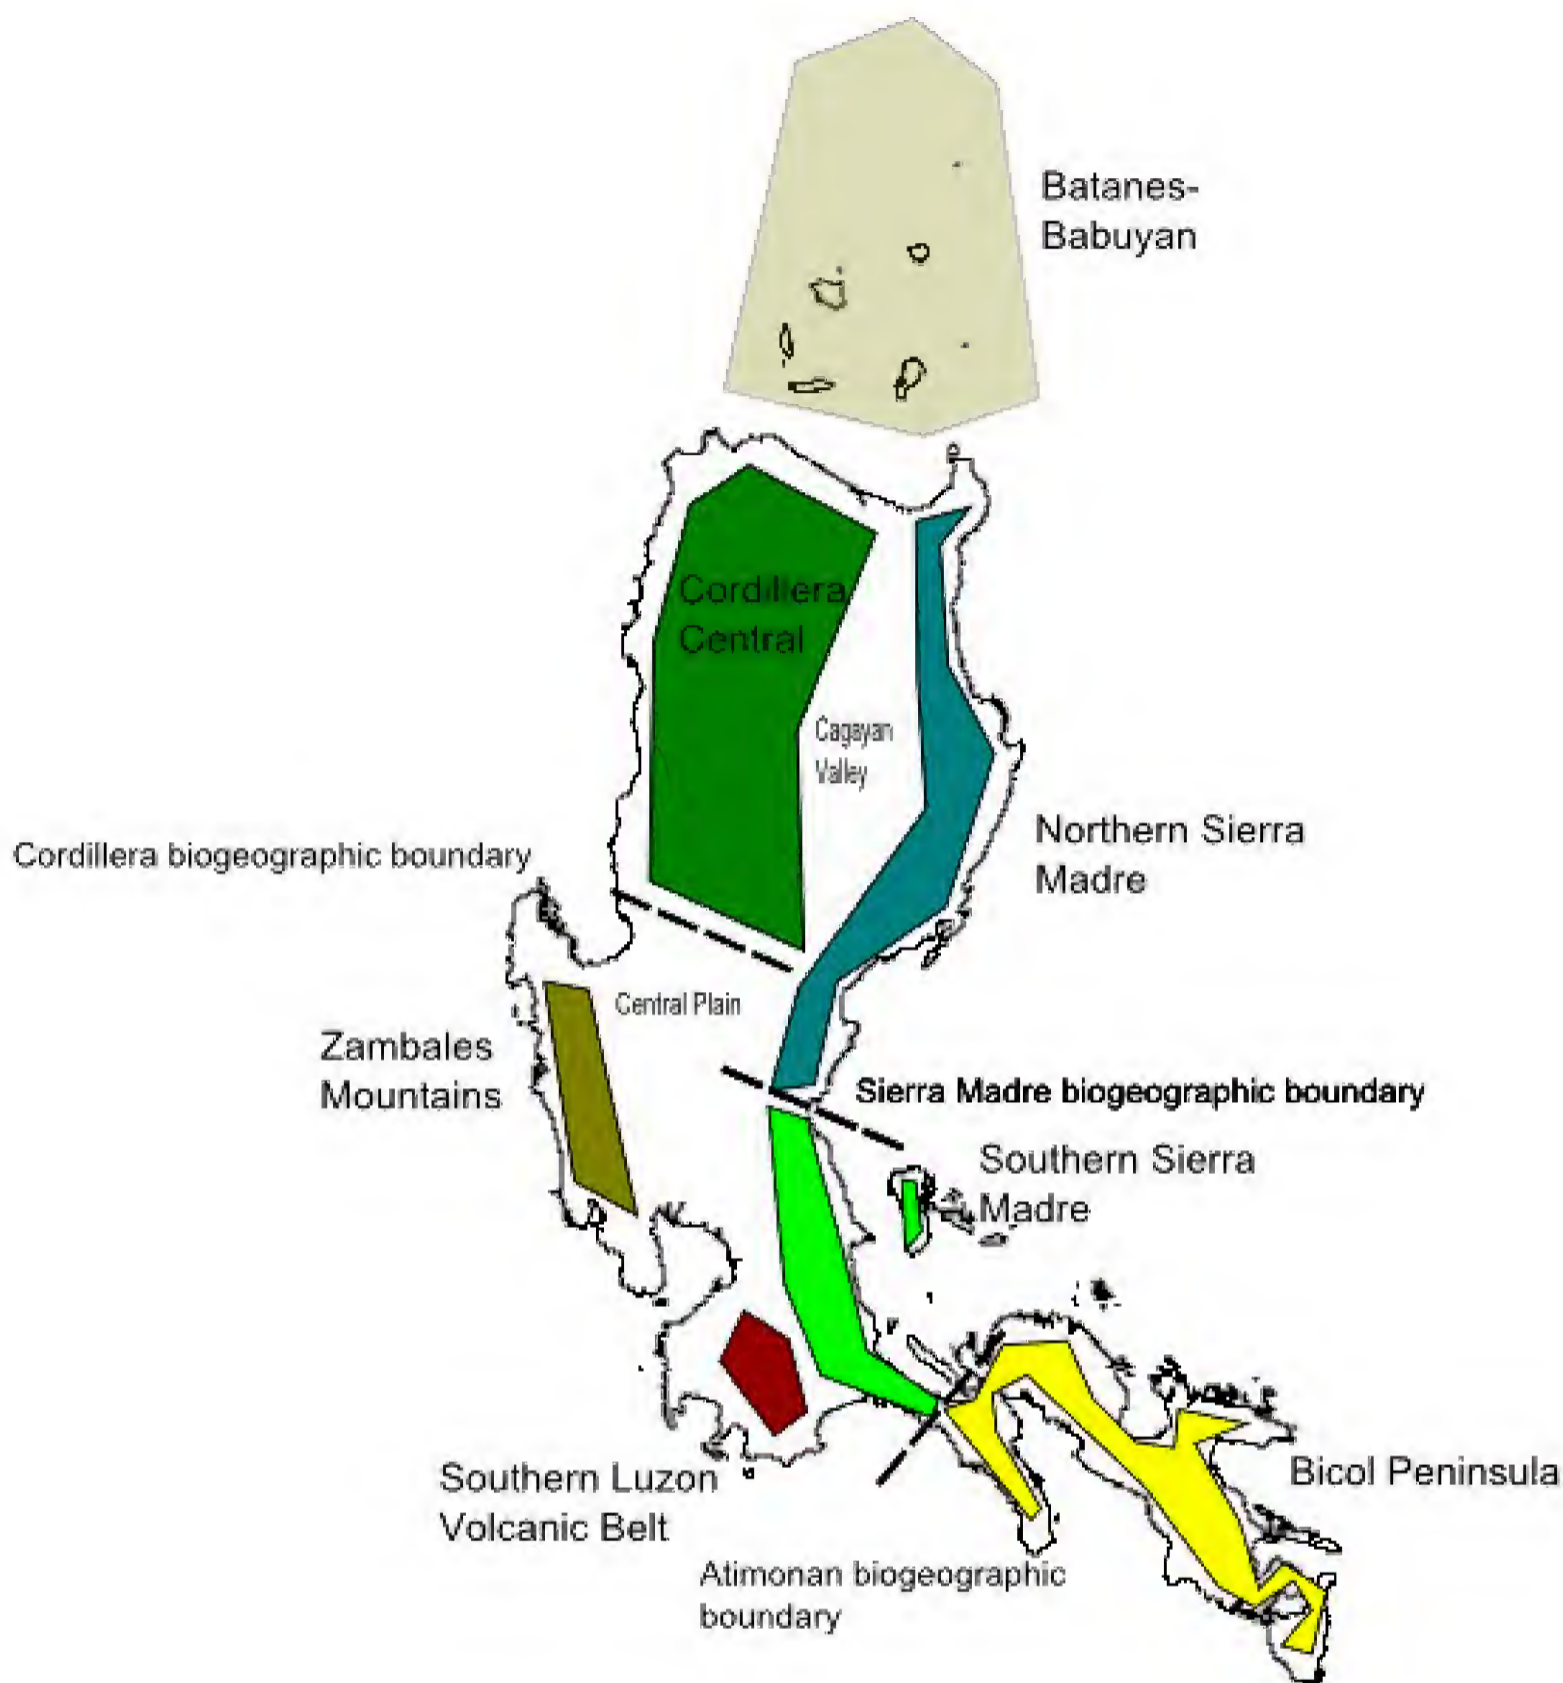 Batanes-
Babuyan
Cordillera
Central
Cagayan
Valley
Northern Sierra
Madre
Cordillera biogeographic boundary
Central Plain
Zambales
Mountains
Sierra Madre biogeographic boundary
Southern Sierra
Madre
Bicol Peninsula
Southern Luzon
Volcanic Belt
Atimonan biogeographic
boundary